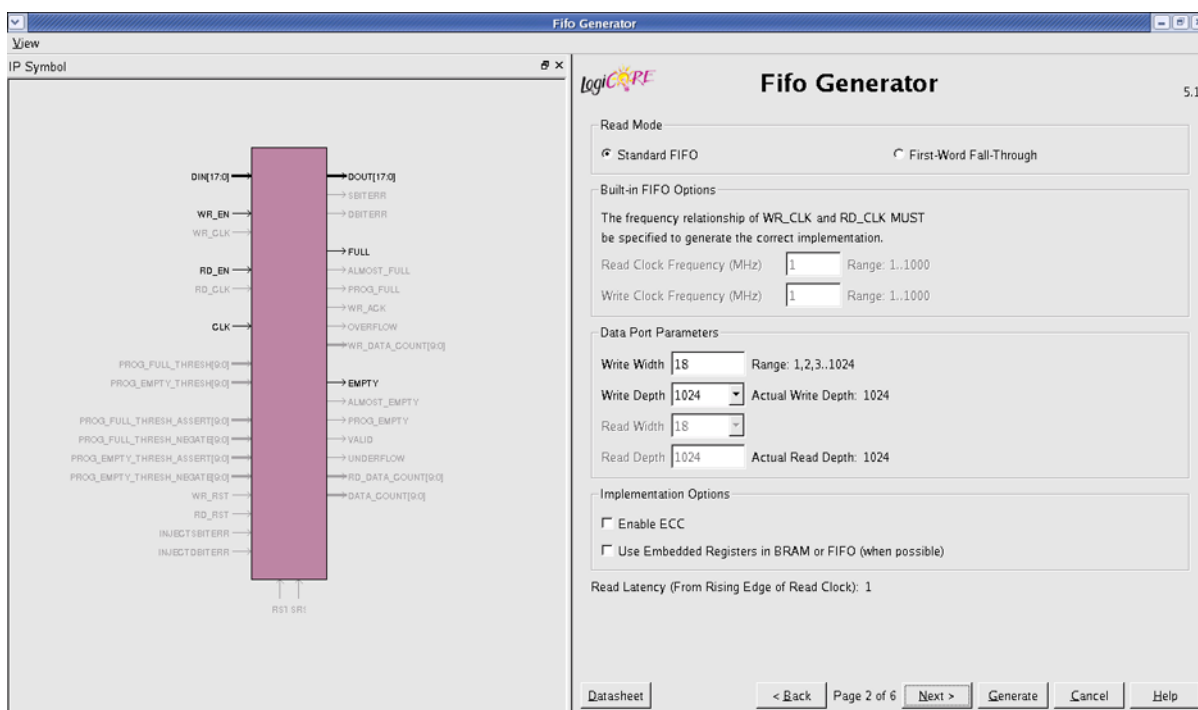 Fifo Generator
View
IP Symbol
DIN[17:0]
WR_EN
WR_CLK
RD_EN
RD_CLK
CLK
PROG_FULL_THRESH[9:0]
PROG_EMPTY_THRESH[9:0]
PROG_FULL_THRESH_ASSERT[9:0]
PROG_FULL_THRESH_NEGATE[9:0]
PROG_EMPTY_THRESH_ASSERT[9:0]
PROG_EMPTY_THRESH_NEGATE[9:0]
WR_RST
RD_RST
INJECTSBITERR
INJECTDBITERR
DOUT[17:0]
SBITERR
DBITERR
FULL
ALMOST_FULL
PROG_FULL
WR_ACK
OVERFLOW
WR_DATA_COUNT[9:0]
EMPTY
ALMOST_EMPTY
PROG_EMPTY
VALID
UNDERFLOW
RD_DATA_COUNT[9:0]
DATA_COUNT[9:0]
RST
LogiCORE
Fifo Generator
5.1
Read Mode
Standard FIFO First-Word Fall-Through
Built-in FIFO Options
The frequency relationship of WR_CLK and RD_CLK MUST
be specified to generate the correct implementation.
Read Clock Frequency (MHz) 1 Range: 1..1000
Write Clock Frequency (MHz) 1 Range: 1..1000
Data Port Parameters
Write Width 18 Range: 1,2,3..1024
Write Depth 1024 Actual Write Depth: 1024
Read Width 18
Read Depth 1024 Actual Read Depth: 1024
Implementation Options
Enable ECC
Use Embedded Registers in BRAM or FIFO (when possible)
Read Latency (From Rising Edge of Read Clock): 1
Datasheet < Back Page 2 of 6 Next > Generate Cancel Help